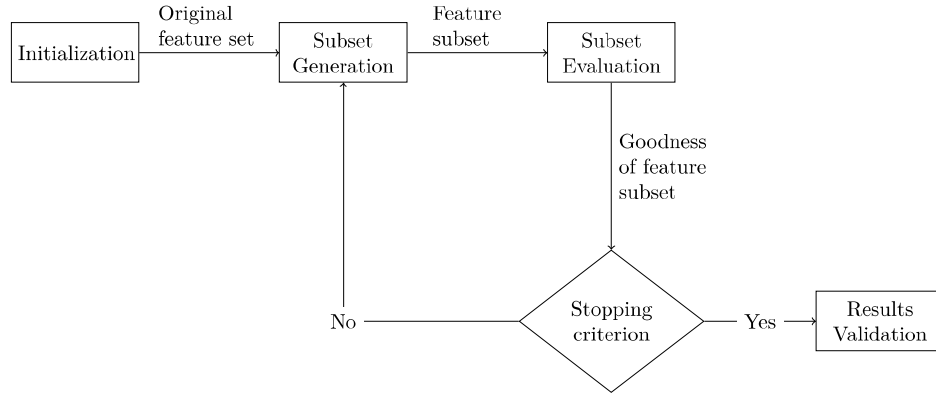 Original
feature set
Feature
subset
Initialization
Subset
Generation
Subset
Evaluation
Goodness
of feature
subset
No
Stopping
criterion
Yes
Results
Validation